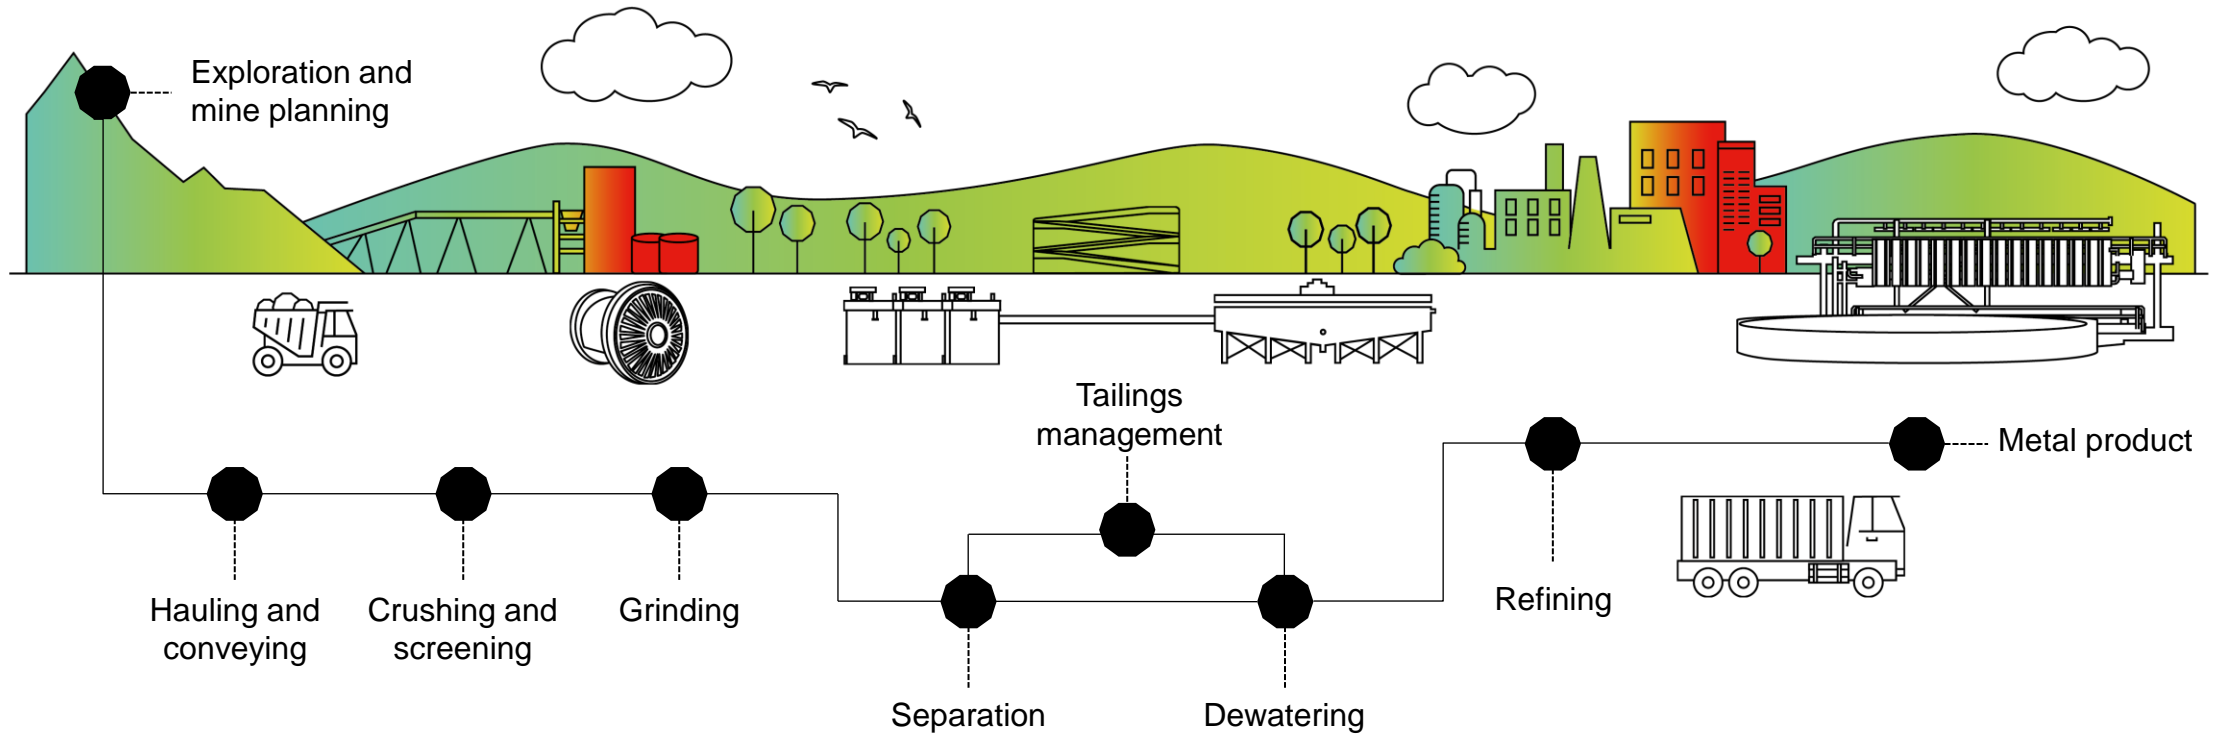 Exploration and
mine planning
Hauling and
conveying
Crushing and
screening
Grinding
Separation
Tailings
management
Dewatering
Refining
Metal product